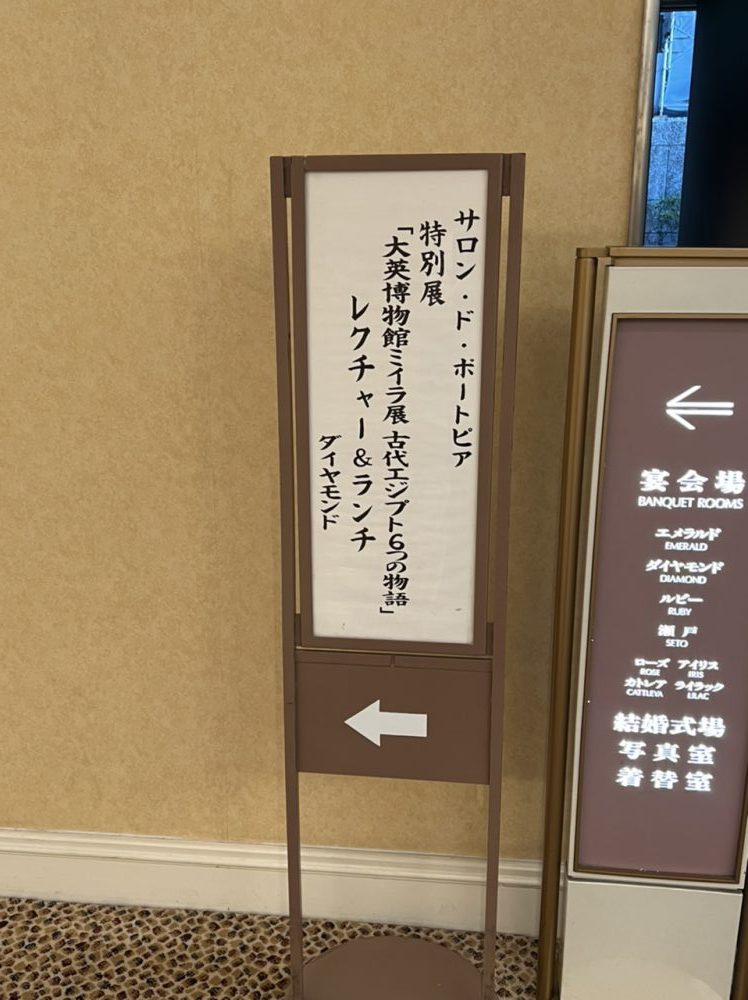 サロン・ド・ポートピア
特別展
「大英博物館ミイラ展 古代エジプト6つの物語」
レクチャー&ランチ
ダイヤモンド
宴会場
BANQUET ROOMS
エメラルド
EMERALD
ダイヤモンド
DIAMOND
ルビー
RUBY
瀬戸
SETO
ローズ アイリス
ROSE IRIS
カトレア ライラック
CATTLEYA LILAC
結婚式場
写真室
着替室